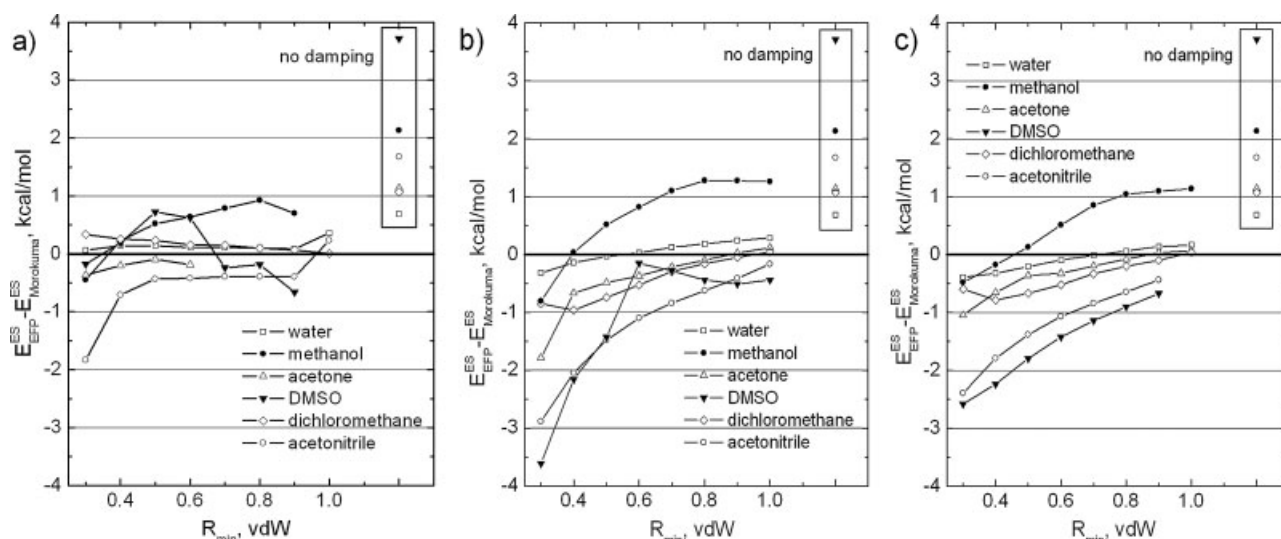 a)
4
3
2
1
0
-1
-2
-3
-4
E^ES_EFP-E^ES_Morokuma, kcal/mol
no damping
water
methanol
acetone
DMSO
dichloromethane
acetonitrile
0.4 0.6 0.8 1.0
R_min, vdW
b)
4
3
2
1
0
-1
-2
-3
-4
E^ES_EFP-E^ES_Morokuma, kcal/mol
no damping
water
methanol
acetone
DMSO
dichloromethane
acetonitrile
0.4 0.6 0.8 1.0
R_min, vdW
c)
4
3
2
1
0
-1
-2
-3
-4
E^ES_EFP-E^ES_Morokuma, kcal/mol
no damping
water
methanol
acetone
DMSO
dichloromethane
acetonitrile
0.4 0.6 0.8 1.0
R_min, vdW